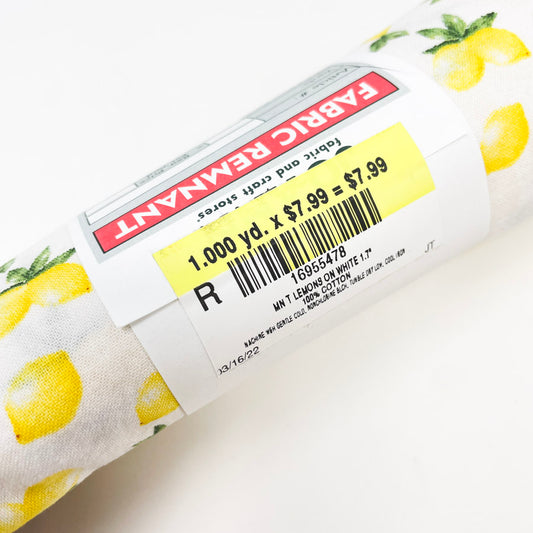 FABRIC REMNANT
fabric and craft stores
1.000 yd. x $7.99 = $7.99
R
16955478
MN T LEMONS ON WHITE 1.7"
100% COTTON
MACHINE WSH GENTLE COLD, NONCHLORINE BLCH, TUMBLE DRY LOW, COOL IRON
JT
03/16/22